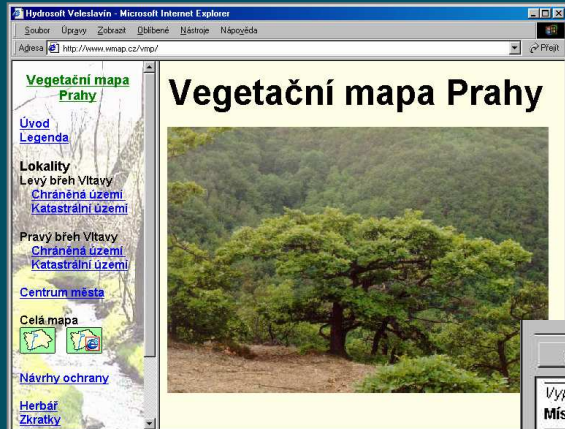 Hydrosoft Veleslavín - Microsoft Internet Explorer
Soubor Úpravy Zobrazit Oblíbené Nástroje Nápověda
Adresa http://www.wmap.cz/vmp/ Přejít
Vegetační mapa
Prahy
Úvod
Legenda
Lokality
Levý břeh Vltavy
Chráněná území
Katastrální území
Pravý břeh Vltavy
Chráněná území
Katastrální území
Centrum města
Celá mapa
Návrhy ochrany
Herbář
Zkratky
Vegetační mapa Prahy